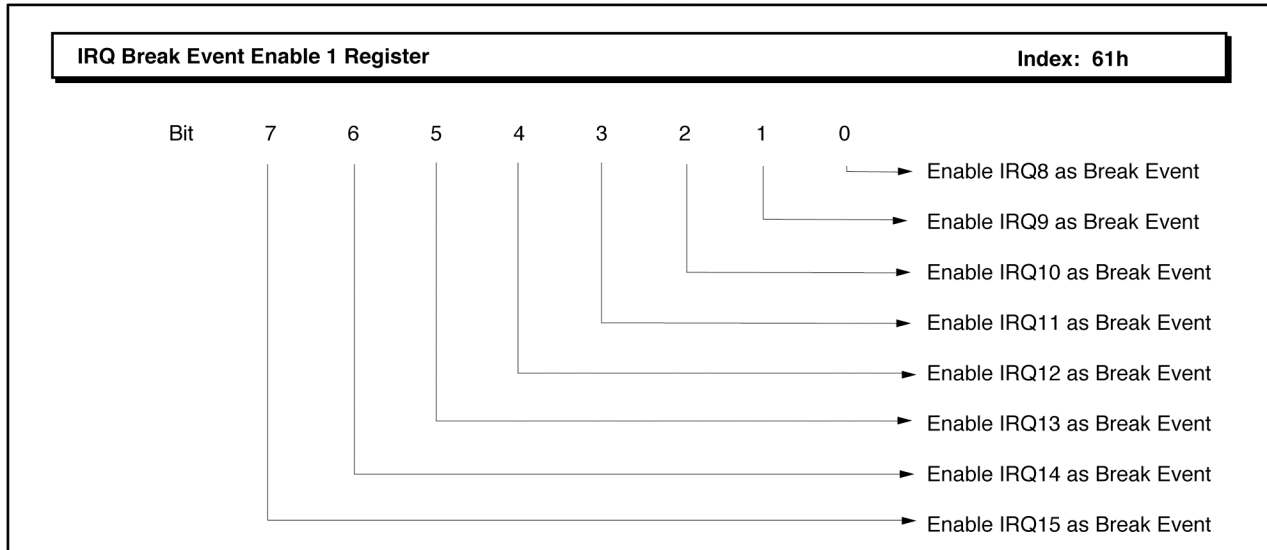 IRQ Break Event Enable 1 Register Index: 61h
Bit 7 6 5 4 3 2 1 0
Enable IRQ8 as Break Event
Enable IRQ9 as Break Event
Enable IRQ10 as Break Event
Enable IRQ11 as Break Event
Enable IRQ12 as Break Event
Enable IRQ13 as Break Event
Enable IRQ14 as Break Event
Enable IRQ15 as Break Event